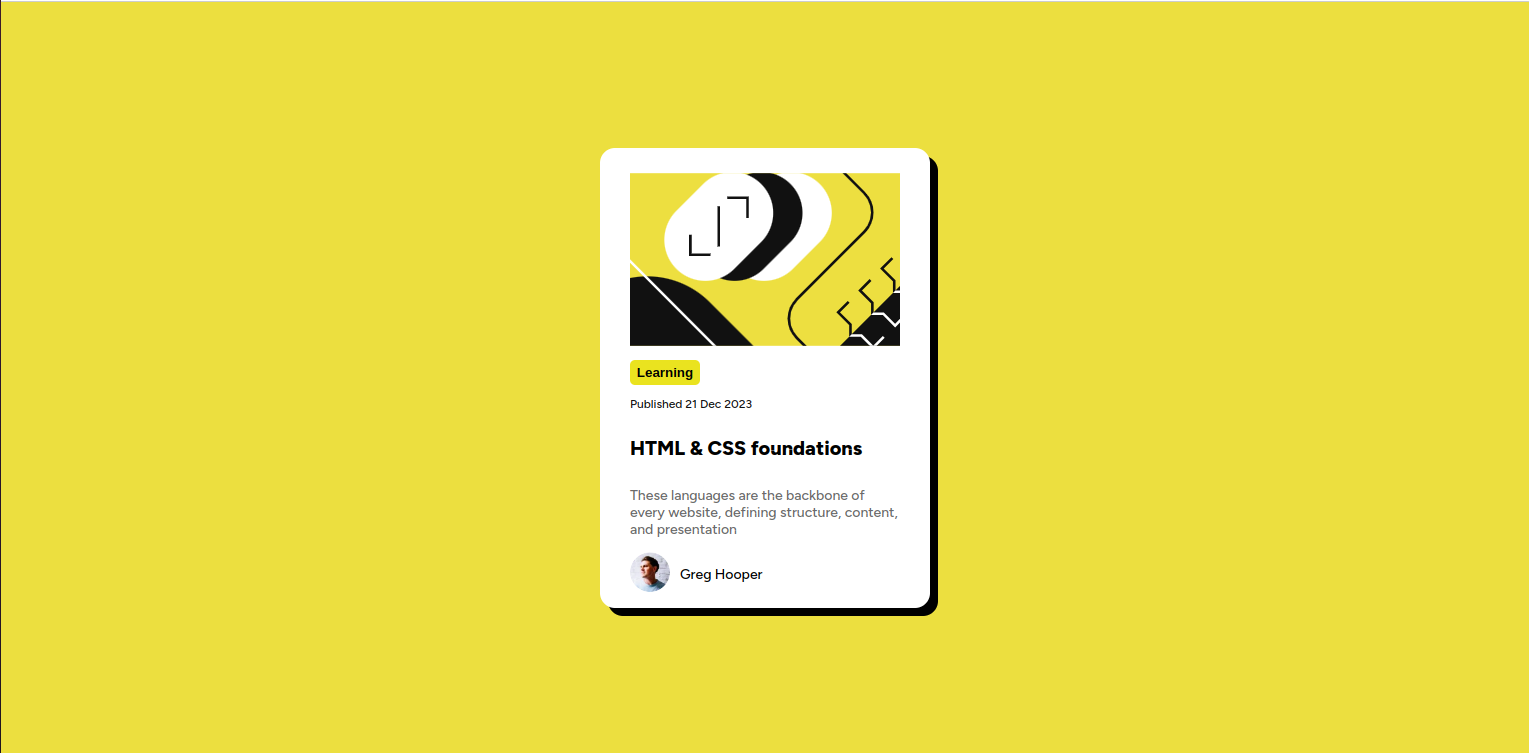 Learning
Published 21 Dec 2023
HTML & CSS foundations
These languages are the backbone of
every website, defining structure, content,
and presentation
Greg Hooper